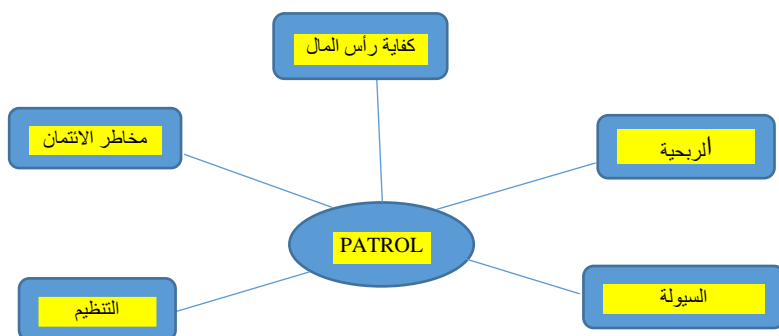 كفاية رأس المال
مخاطر الائتمان
الربحية
PATROL
السيولة
التنظيم